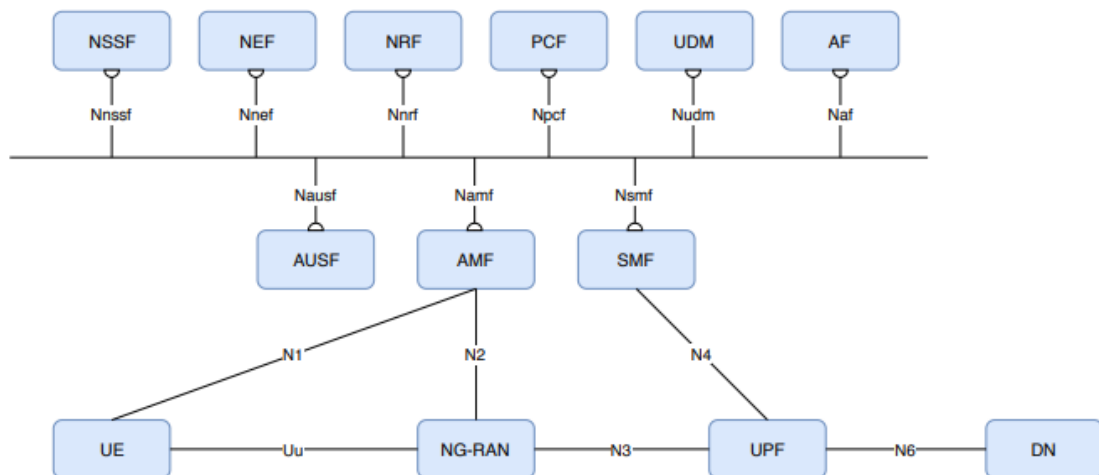 NSSF NEF NRF PCF UDM AF
Nnssf Nnef Nnrf Npcf Nudm Naf
Nausf Namf Nsmf
AUSF AMF SMF
N1 N2 N4
UE Uu NG-RAN N3 UPF N6 DN